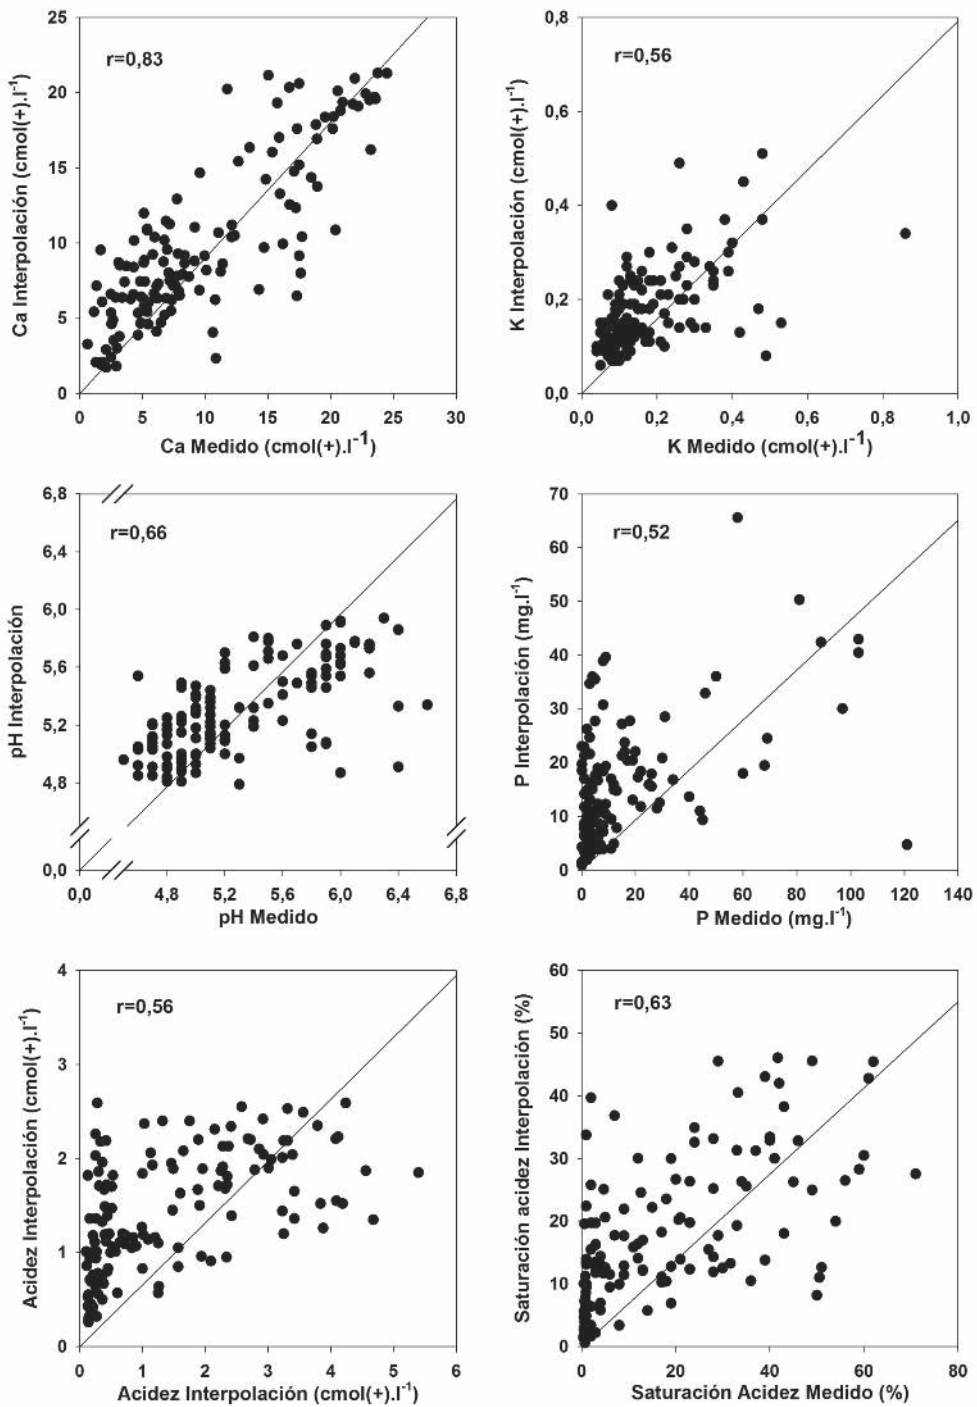 r=0,83
Ca Interpolación (cmol(+).l⁻¹)
25
20
15
10
5
0
0 5 10 15 20 25 30
Ca Medido (cmol(+).l⁻¹)
r=0,56
K Interpolación (cmol(+).l⁻¹)
0,8
0,6
0,4
0,2
0,0
0,0 0,2 0,4 0,6 0,8 1,0
K Medido (cmol(+).l⁻¹)
r=0,66
pH Interpolación
6,8
6,4
6,0
5,6
5,2
4,8
0,0
4,0 4,8 5,2 5,6 6,0 6,4 6,8
pH Medido
r=0,52
P Interpolación (mg.l⁻¹)
70
60
50
40
30
20
10
0
0 20 40 60 80 100 120 140
P Medido (mg.l⁻¹)
r=0,56
Acidez Interpolación (cmol(+).l⁻¹)
4
3
2
1
0
0 1 2 3 4 5 6
Acidez Interpolación (cmol(+).l⁻¹)
r=0,63
Saturación acidez Interpolación (%)
60
50
40
30
20
10
0
0 20 40 60 80
Saturación Acidez Medido (%)